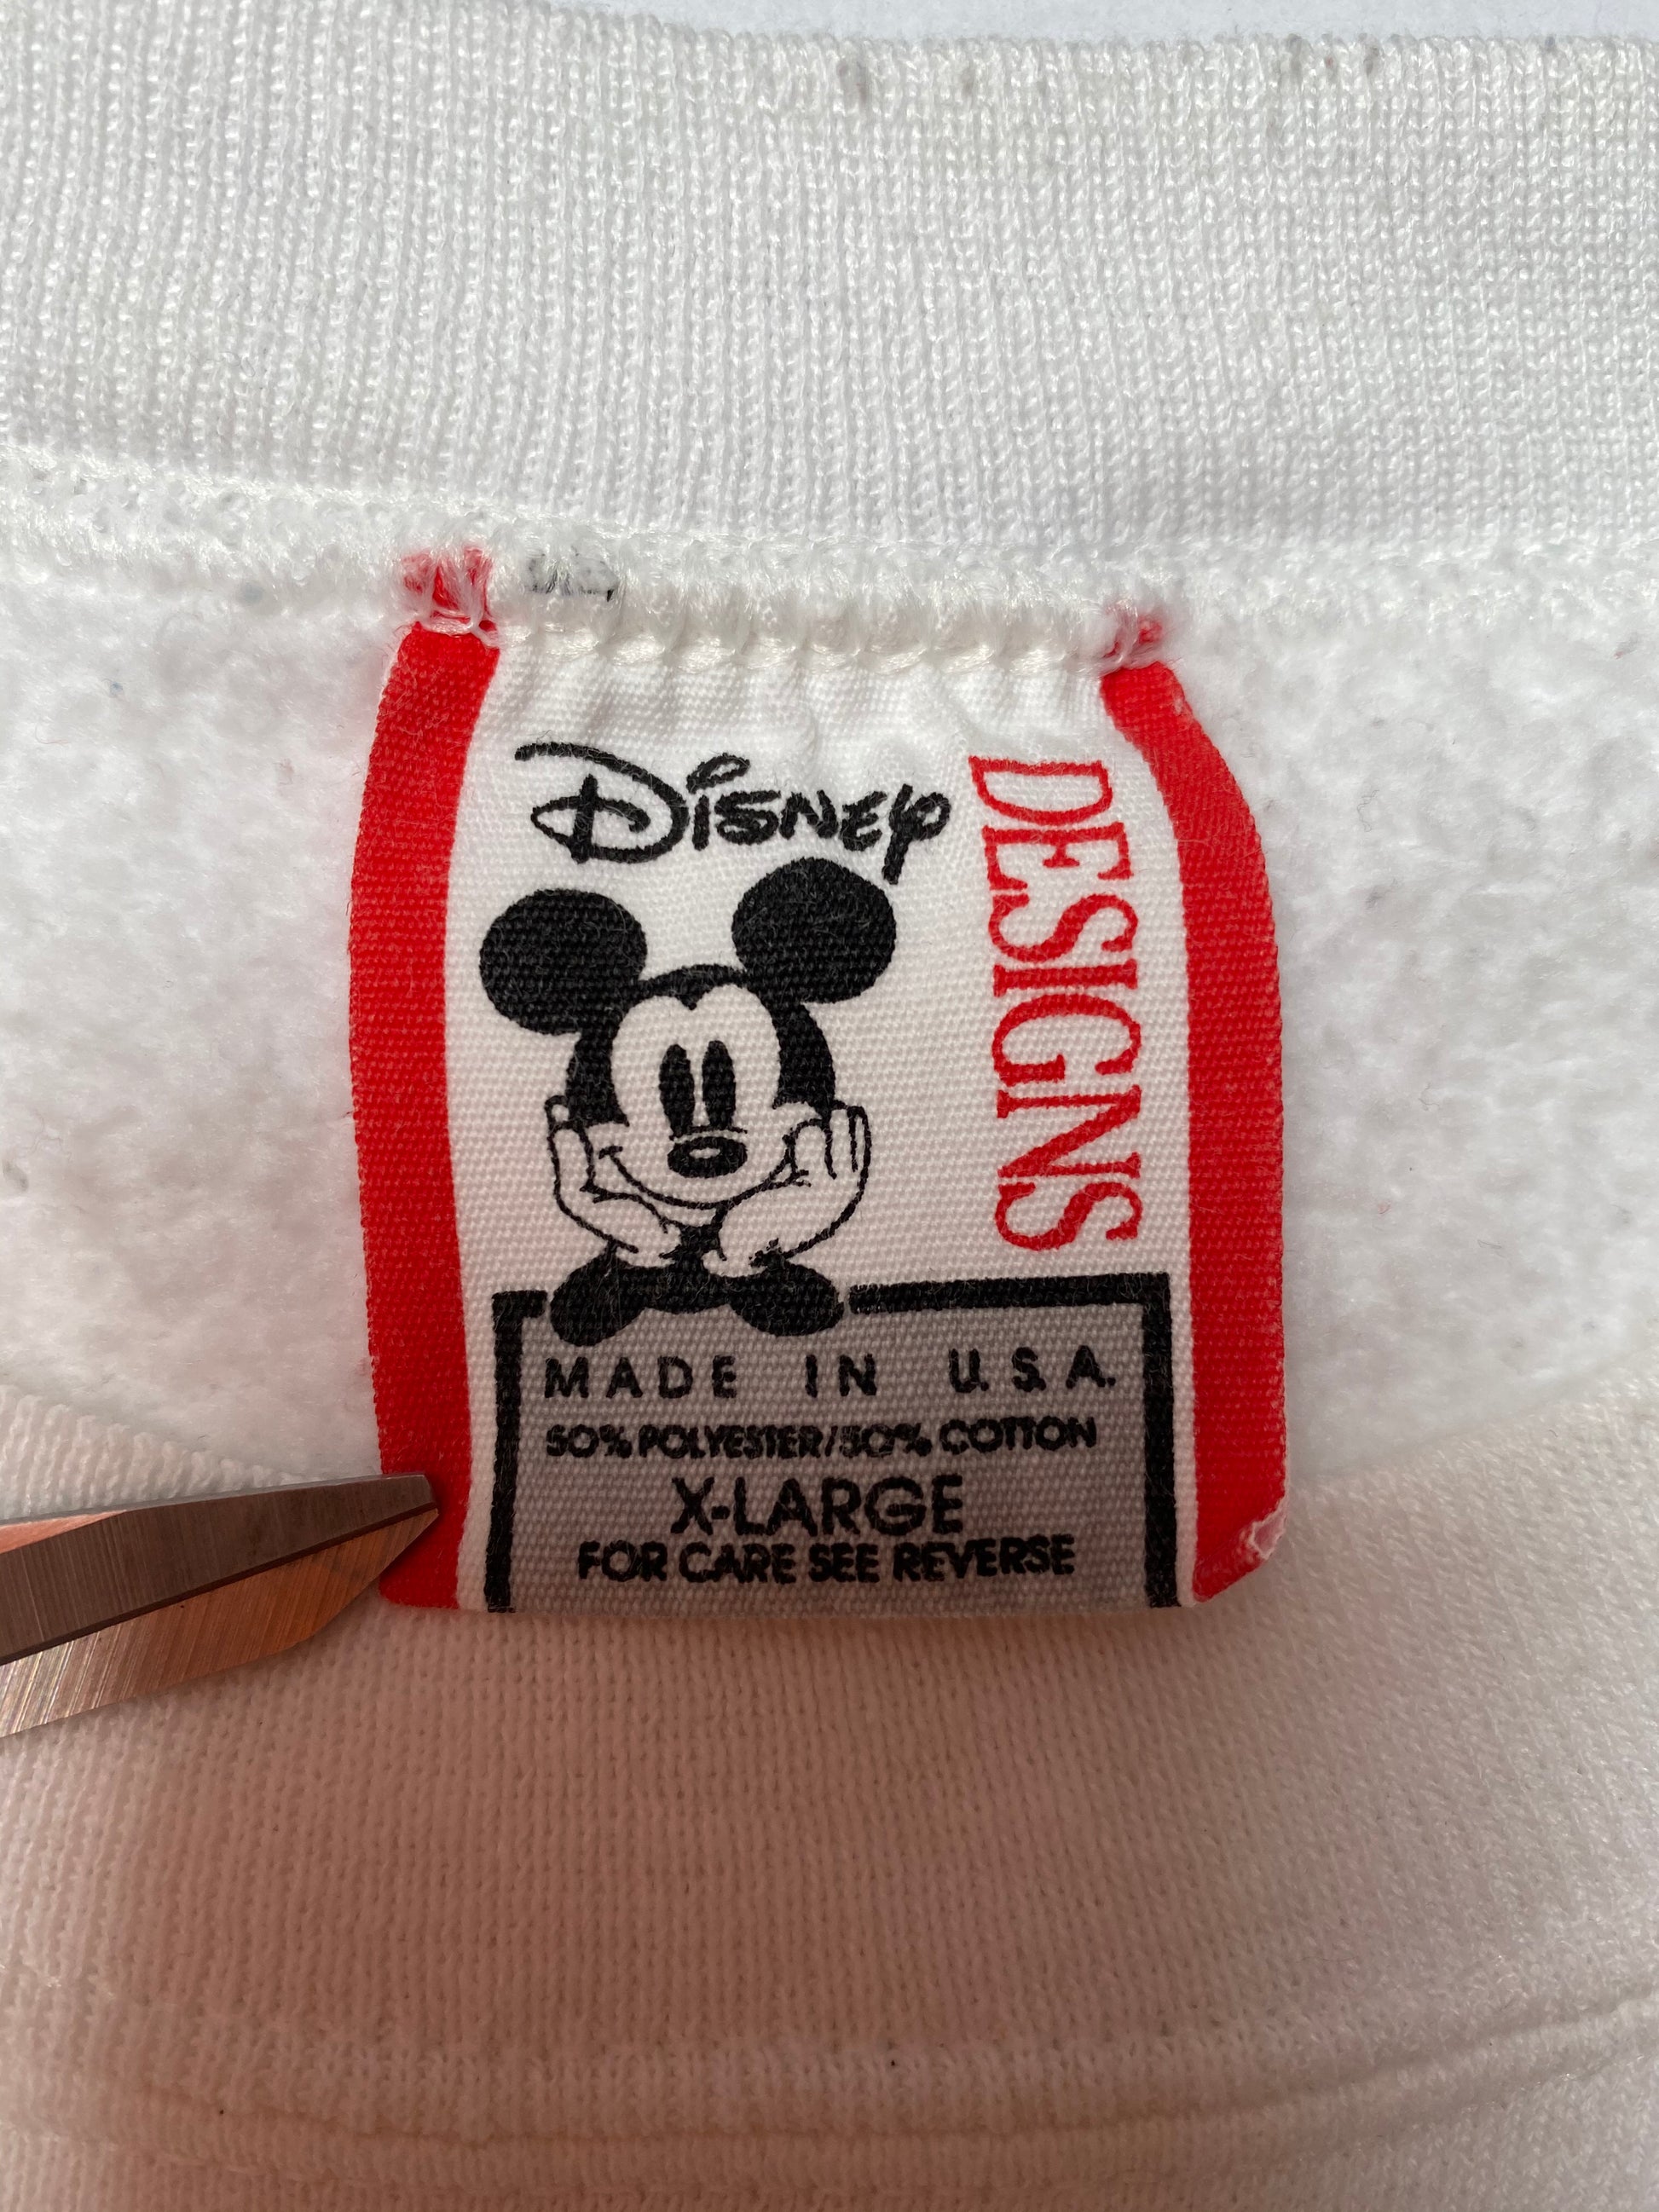 Disney
DESIGNS
MADE IN U.S.A.
50% POLYESTER/50% COTTON
X-LARGE
FOR CARE SEE REVERSE